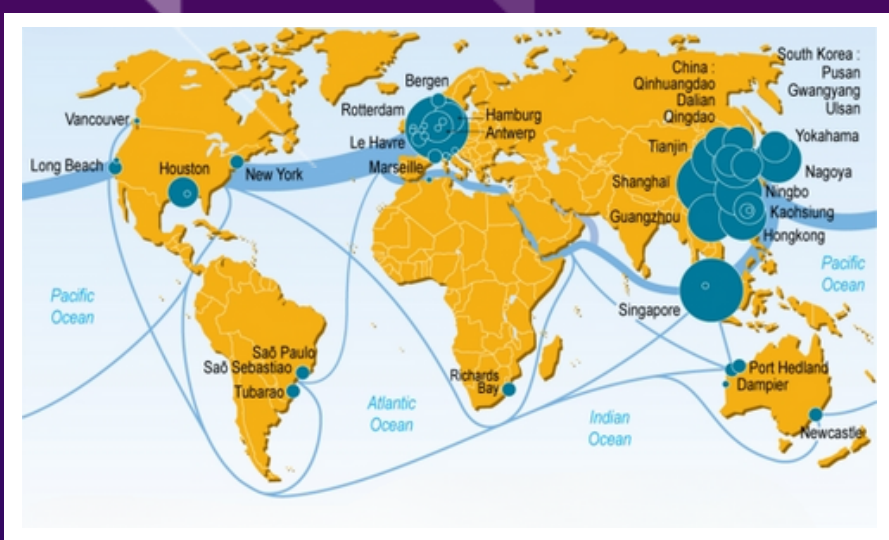 Vancouver
Long Beach
Houston
New York
Bergen
Rotterdam
Hamburg
Antwerp
Le Havre
Marseille
China :
Qinhuangdao
Dalian
Qingdao
Tianjin
Shanghaï
Guangzhou
South Korea :
Pusan
Gwangyang
Ulsan
Yokahama
Nagoya
Ningbo
Kaohsiung
Hongkong
Singapore
Pacific
Ocean
Pacific
Ocean
Saõ Paulo
Saõ Sebastiao
Tubarao
Atlantic
Ocean
Richards
Bay
Indian
Ocean
Port Hedland
Dampier
Newcastle